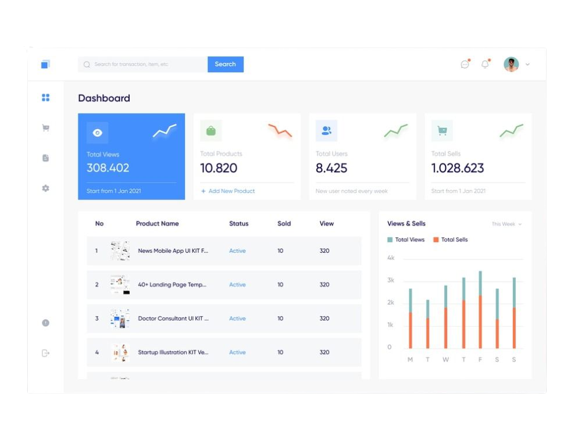 Search for transaction, item, etc
Search
Dashboard
Total Views
308.402
Start from 1 Jan 2021
Total Products
10.820
+ Add New Product
Total Users
8.425
New user noted every week
Total Sells
1.028.623
Start from 1 Jan 2021
No Product Name Status Sold View
1 News Mobile App UI KIT F... Active 10 320
2 40+ Landing Page Temp... Active 10 320
3 Doctor Consultant UI KIT ... Active 10 320
4 Startup Illustration KIT Ve... Active 10 320
Views & Sells
This Week
Total Views Total Sells
4k
3k
2k
1k
0
M T W T F S S